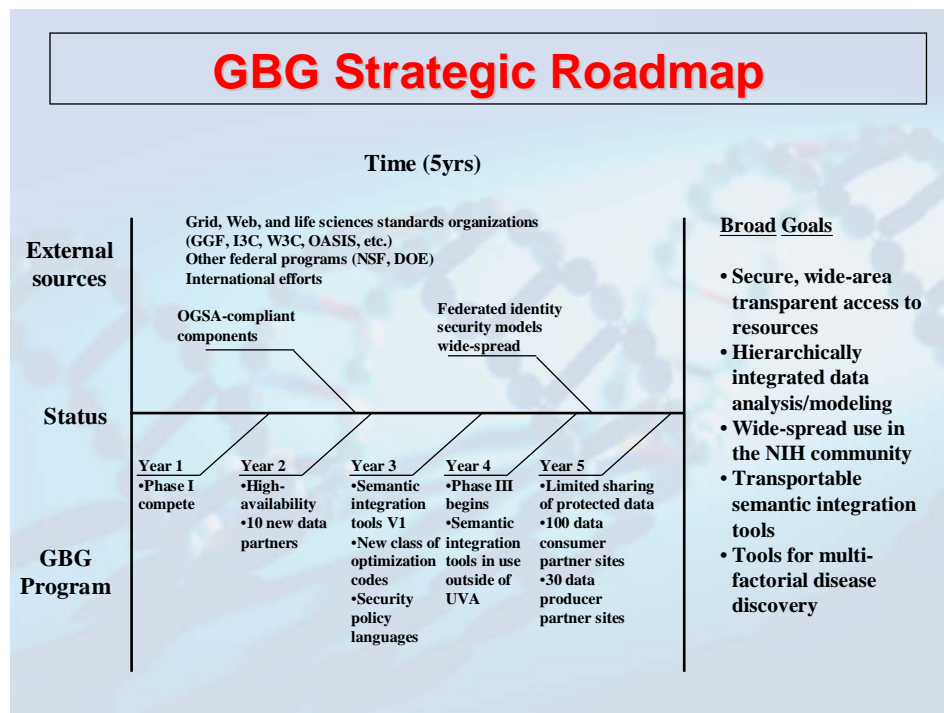 GBG Strategic Roadmap
Time (5yrs)
External
sources
Grid, Web, and life sciences standards organizations
(GGF, I3C, W3C, OASIS, etc.)
Other federal programs (NSF, DOE)
International efforts
OGSA-compliant
components
Federated identity
security models
wide-spread
Status
GBG
Program
Year 1
•Phase I
compete
Year 2
•High-
availability
•10 new data
partners
Year 3
•Semantic
integration
tools V1
•New class of
optimization
codes
•Security
policy
languages
Year 4
•Phase III
begins
•Semantic
integration
tools in use
outside of
UVA
Year 5
•Limited sharing
of protected data
•100 data
consumer
partner sites
•30 data
producer
partner sites
Broad Goals
• Secure, wide-area
transparent access to
resources
• Hierarchically
integrated data
analysis/modeling
• Wide-spread use in
the NIH community
• Transportable
semantic integration
tools
• Tools for multi-
factorial disease
discovery